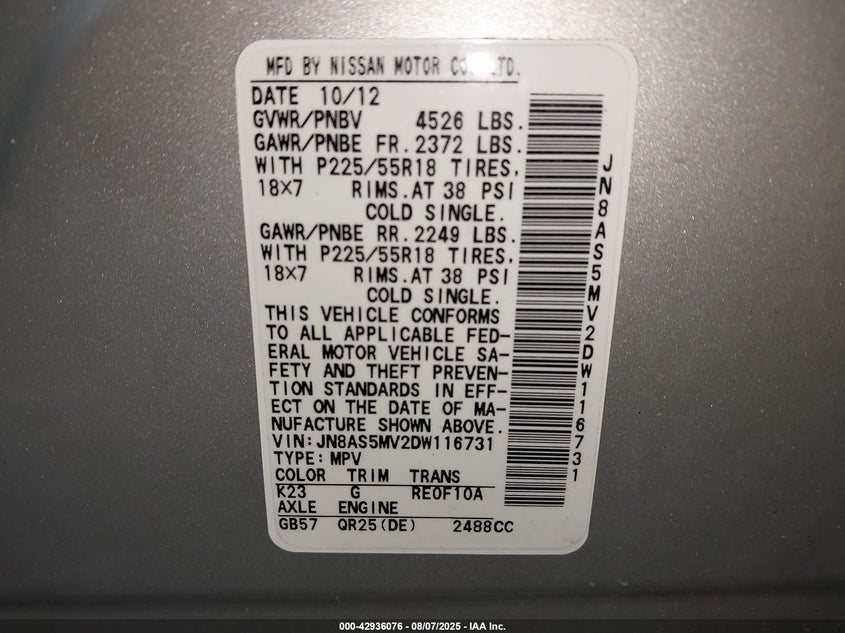 MFD BY NISSAN MOTOR CO.,LTD.
DATE 10/12
GVWR/PNBV 4526 LBS.
GAWR/PNBE FR.2372 LBS.
WITH P225/55R18 TIRES,
18×7 RIMS.AT 38 PSI
COLD SINGLE.
GAWR/PNBE RR.2249 LBS.
WITH P225/55R18 TIRES,
18×7 RIMS.AT 38 PSI
COLD SINGLE.
THIS VEHICLE CONFORMS
TO ALL APPLICABLE FED-
ERAL MOTOR VEHICLE SA-
FETY AND THEFT PREVEN-
TION STANDARDS IN EFF-
ECT ON THE DATE OF MA-
NUFACTURE SHOWN ABOVE.
VIN:JN8AS5MV2DW116731
TYPE:MPV
COLOR TRIM TRANS
K23 G RE0F10A
AXLE ENGINE
GB57 QR25(DE) 2488CC
JN8AS5MV2DW116731
000-42936076 - 08/07/2025 - IAA Inc.